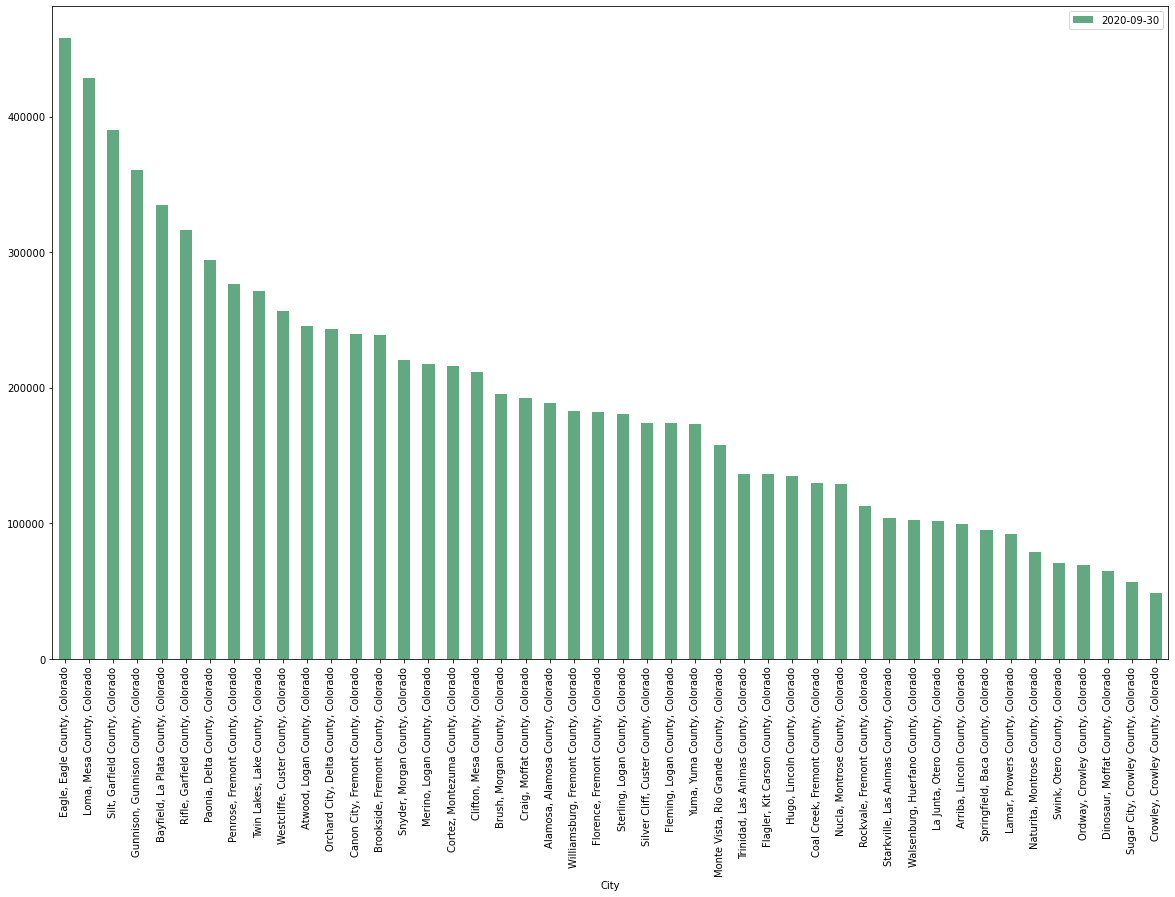 2020-09-30
400000
300000
200000
100000
0
Eagle, Eagle County, Colorado
Loma, Mesa County, Colorado
Silt, Garfield County, Colorado
Gunnison, Gunnison County, Colorado
Bayfield, La Plata County, Colorado
Rifle, Garfield County, Colorado
Paonia, Delta County, Colorado
Penrose, Fremont County, Colorado
Twin Lakes, Lake County, Colorado
Westcliffe, Custer County, Colorado
Atwood, Logan County, Colorado
Orchard City, Delta County, Colorado
Canon City, Fremont County, Colorado
Brookside, Fremont County, Colorado
Snyder, Morgan County, Colorado
Merino, Logan County, Colorado
Cortez, Montezuma County, Colorado
Clifton, Mesa County, Colorado
Brush, Morgan County, Colorado
Craig, Moffat County, Colorado
Alamosa, Alamosa County, Colorado
Williamsburg, Fremont County, Colorado
Florence, Fremont County, Colorado
Sterling, Logan County, Colorado
Silver Cliff, Custer County, Colorado
Fleming, Logan County, Colorado
Yuma, Yuma County, Colorado
Monte Vista, Rio Grande County, Colorado
Trinidad, Las Animas County, Colorado
Flagler, Kit Carson County, Colorado
Hugo, Lincoln County, Colorado
Coal Creek, Fremont County, Colorado
Nucla, Montrose County, Colorado
Rockvale, Fremont County, Colorado
Starkville, Las Animas County, Colorado
Walsenburg, Huerfano County, Colorado
La Junta, Otero County, Colorado
Arriba, Lincoln County, Colorado
Springfield, Baca County, Colorado
Lamar, Prowers County, Colorado
Naturita, Montrose County, Colorado
Swink, Otero County, Colorado
Ordway, Crowley County, Colorado
Dinosaur, Moffat County, Colorado
Sugar City, Crowley County, Colorado
Crowley, Crowley County, Colorado
City